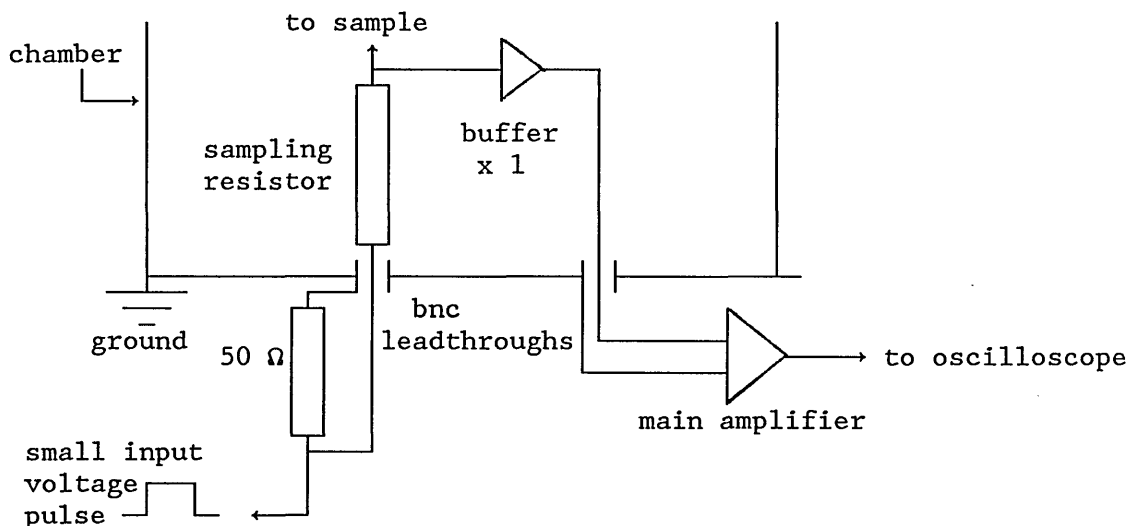 to sample
chamber
buffer
x 1
sampling
resistor
bnc
leadthroughs
ground
50 Ω
to oscilloscope
main amplifier
small input
voltage
pulse